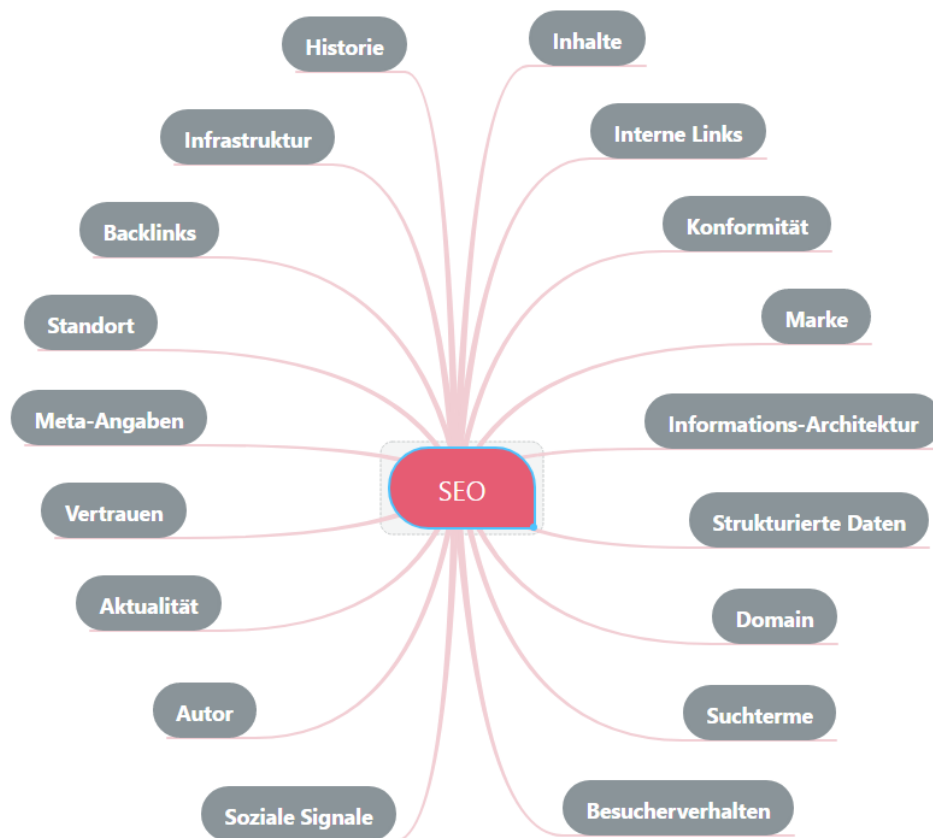 Historie
Inhalte
Infrastruktur
Interne Links
Backlinks
Konformität
Standort
Marke
Meta-Angaben
Informations-Architektur
SEO
Vertrauen
Strukturierte Daten
Aktualität
Domain
Autor
Suchterme
Soziale Signale
Besucherverhalten